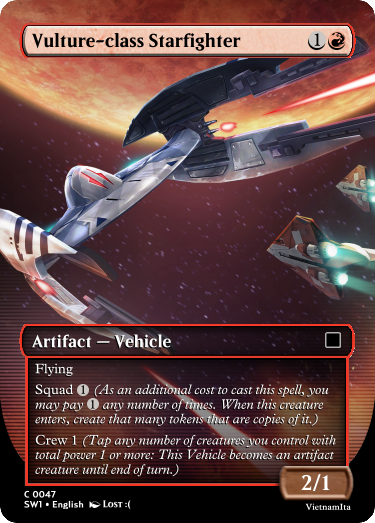 Vulture-class Starfighter 1
Artifact — Vehicle
Flying
Squad 1 (As an additional cost to cast this spell, you
may pay 1 any number of times. When this creature
enters, create that many tokens that are copies of it.)
Crew 1 (Tap any number of creatures you control with
total power 1 or more: This Vehicle becomes an artifact
creature until end of turn.)
2/1
C 0047
SW1 • English Lost :(
VietnamIta